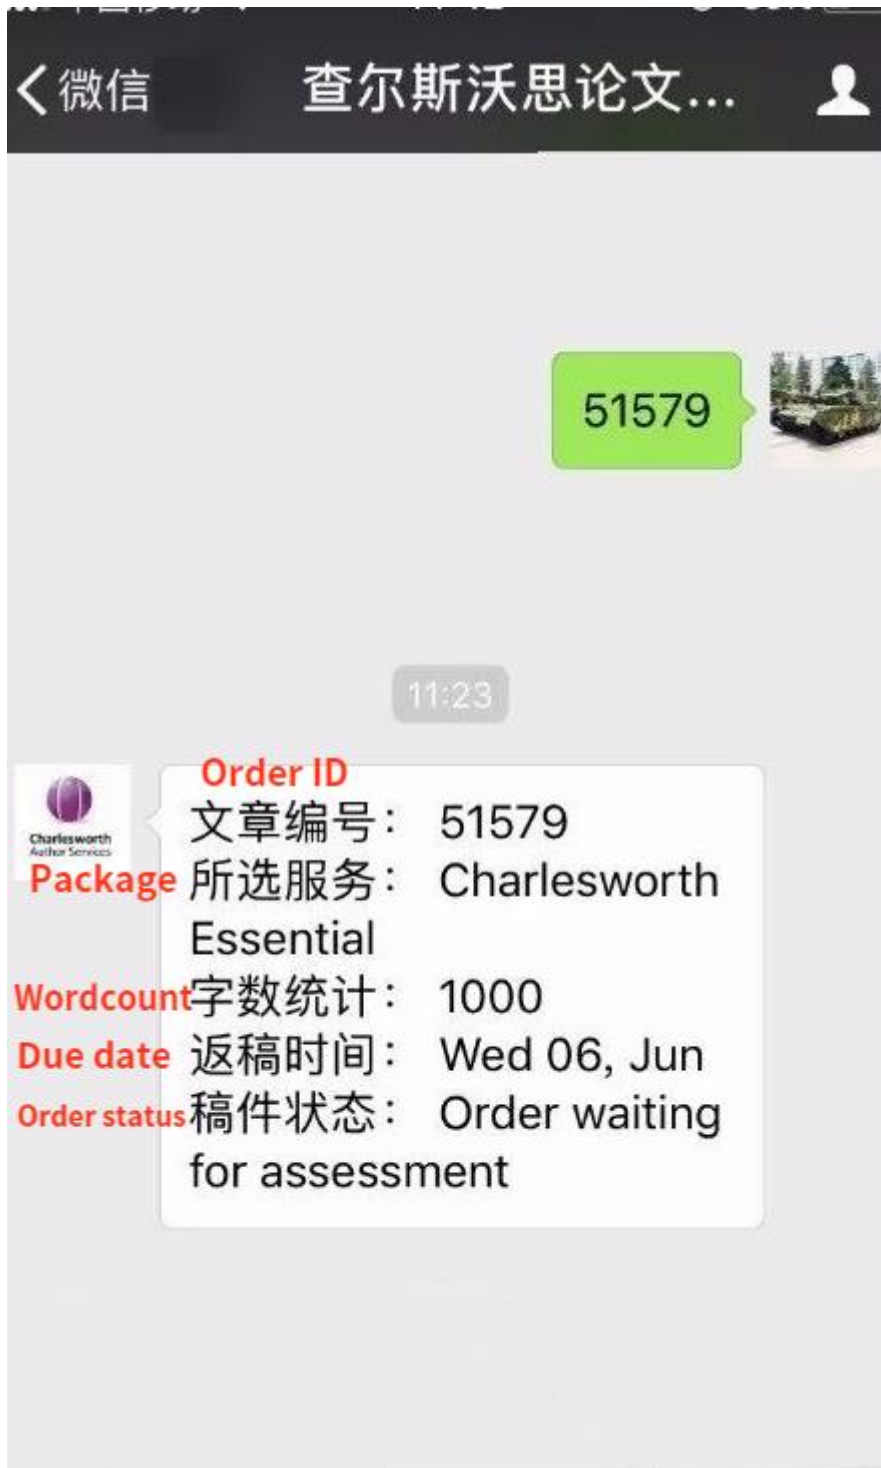 微信
查尔斯沃思论文...
51579
11:23
Order ID
文章编号： 51579
Charlesworth
Author Services
Package 所选服务： Charlesworth
Essential
Wordcount 字数统计： 1000
Due date 返稿时间： Wed 06, Jun
Order status 稿件状态： Order waiting
for assessment